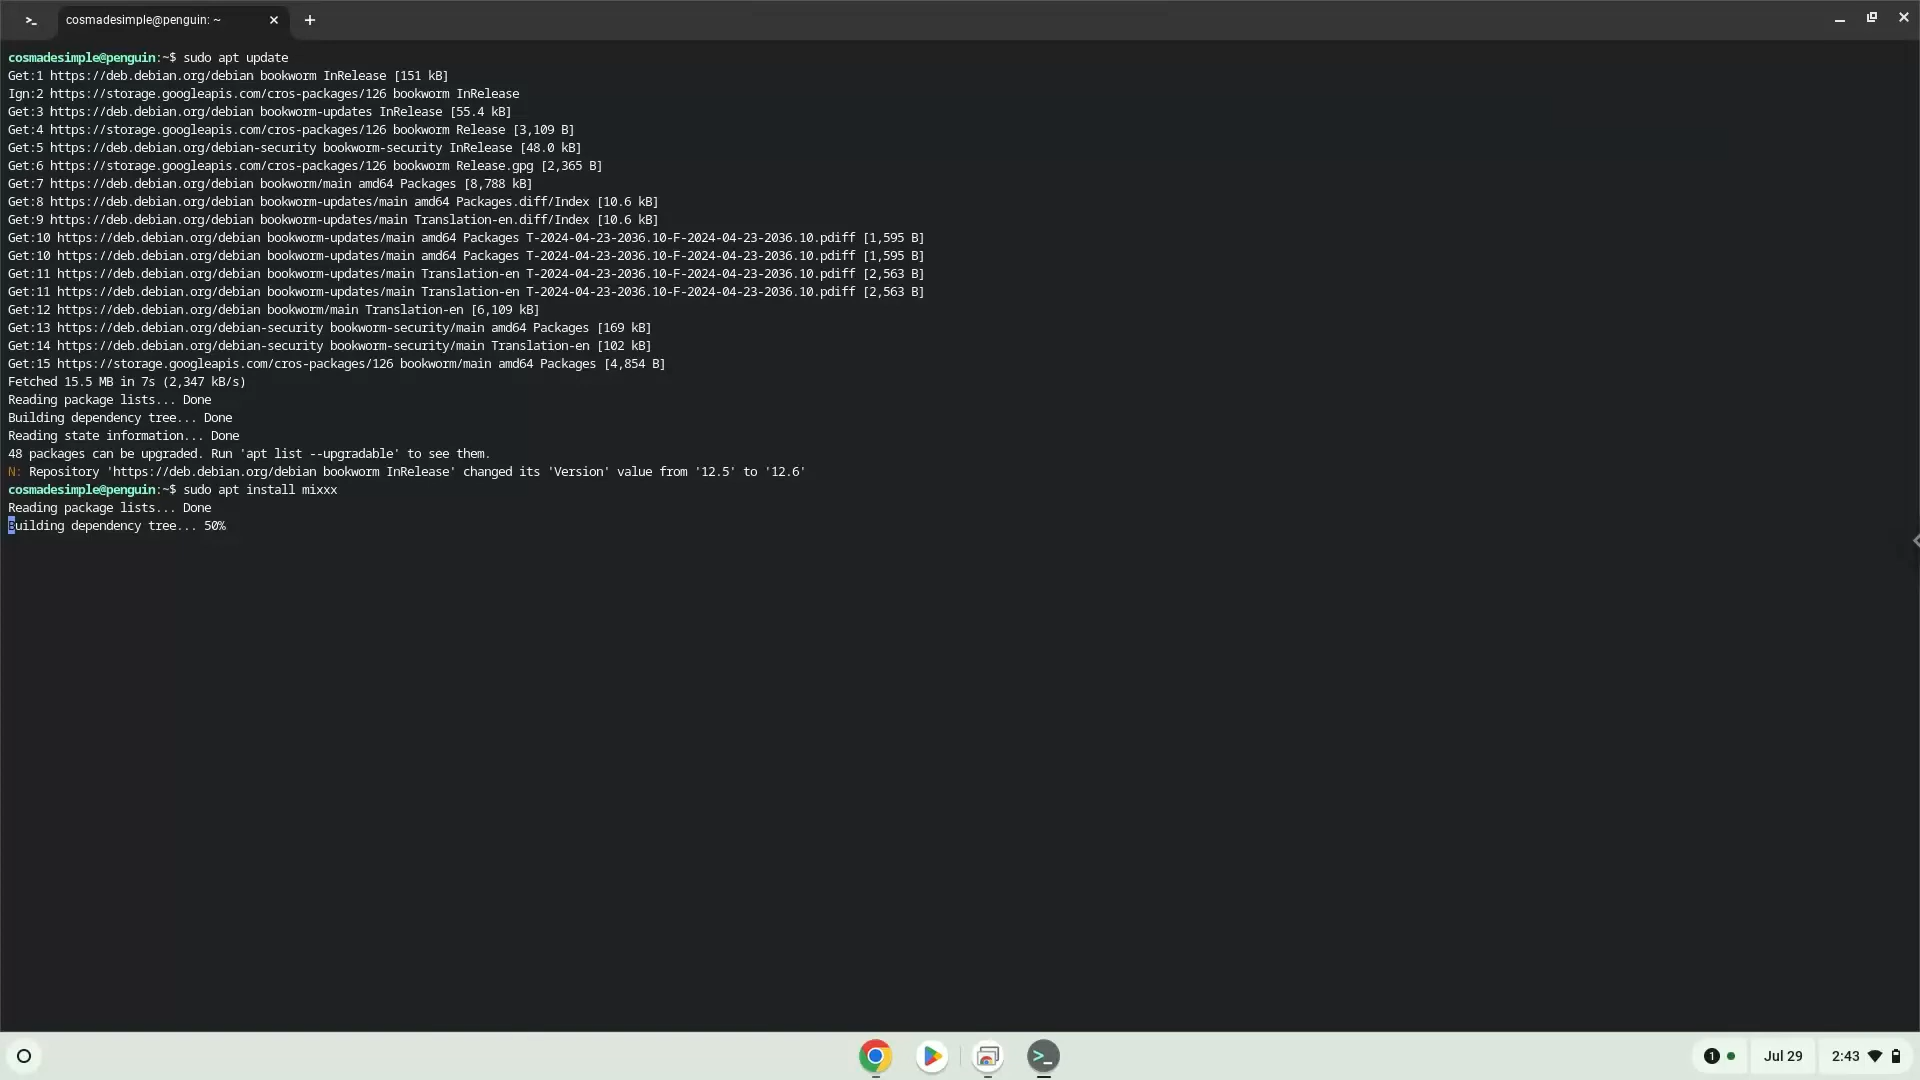 cosmadesimple@penguin: ~
cosmadesimple@penguin:~$ sudo apt update
Get:1 https://deb.debian.org/debian bookworm InRelease [151 kB]
Ign:2 https://storage.googleapis.com/cros-packages/126 bookworm InRelease
Get:3 https://deb.debian.org/debian bookworm-updates InRelease [55.4 kB]
Get:4 https://storage.googleapis.com/cros-packages/126 bookworm Release [3,109 B]
Get:5 https://deb.debian.org/debian-security bookworm-security InRelease [48.0 kB]
Get:6 https://storage.googleapis.com/cros-packages/126 bookworm Release.gpg [2,365 B]
Get:7 https://deb.debian.org/debian bookworm/main amd64 Packages [8,788 kB]
Get:8 https://deb.debian.org/debian bookworm-updates/main amd64 Packages.diff/Index [10.6 kB]
Get:9 https://deb.debian.org/debian bookworm-updates/main Translation-en.diff/Index [10.6 kB]
Get:10 https://deb.debian.org/debian bookworm-updates/main amd64 Packages T-2024-04-23-2036.10-F-2024-04-23-2036.10.pdiff [1,595 B]
Get:10 https://deb.debian.org/debian bookworm-updates/main amd64 Packages T-2024-04-23-2036.10-F-2024-04-23-2036.10.pdiff [1,595 B]
Get:11 https://deb.debian.org/debian bookworm-updates/main Translation-en T-2024-04-23-2036.10-F-2024-04-23-2036.10.pdiff [2,563 B]
Get:11 https://deb.debian.org/debian bookworm-updates/main Translation-en T-2024-04-23-2036.10-F-2024-04-23-2036.10.pdiff [2,563 B]
Get:12 https://deb.debian.org/debian bookworm/main Translation-en [6,109 kB]
Get:13 https://deb.debian.org/debian-security bookworm-security/main amd64 Packages [169 kB]
Get:14 https://deb.debian.org/debian-security bookworm-security/main Translation-en [102 kB]
Get:15 https://storage.googleapis.com/cros-packages/126 bookworm/main amd64 Packages [4,854 B]
Fetched 15.5 MB in 7s (2,347 kB/s)
Reading package lists... Done
Building dependency tree... Done
Reading state information... Done
48 packages can be upgraded. Run 'apt list --upgradable' to see them.
N: Repository 'https://deb.debian.org/debian bookworm InRelease' changed its 'Version' value from '12.5' to '12.6'
cosmadesimple@penguin:~$ sudo apt install mixxx
Reading package lists... Done
Building dependency tree... 50%
1
Jul 29
2:43